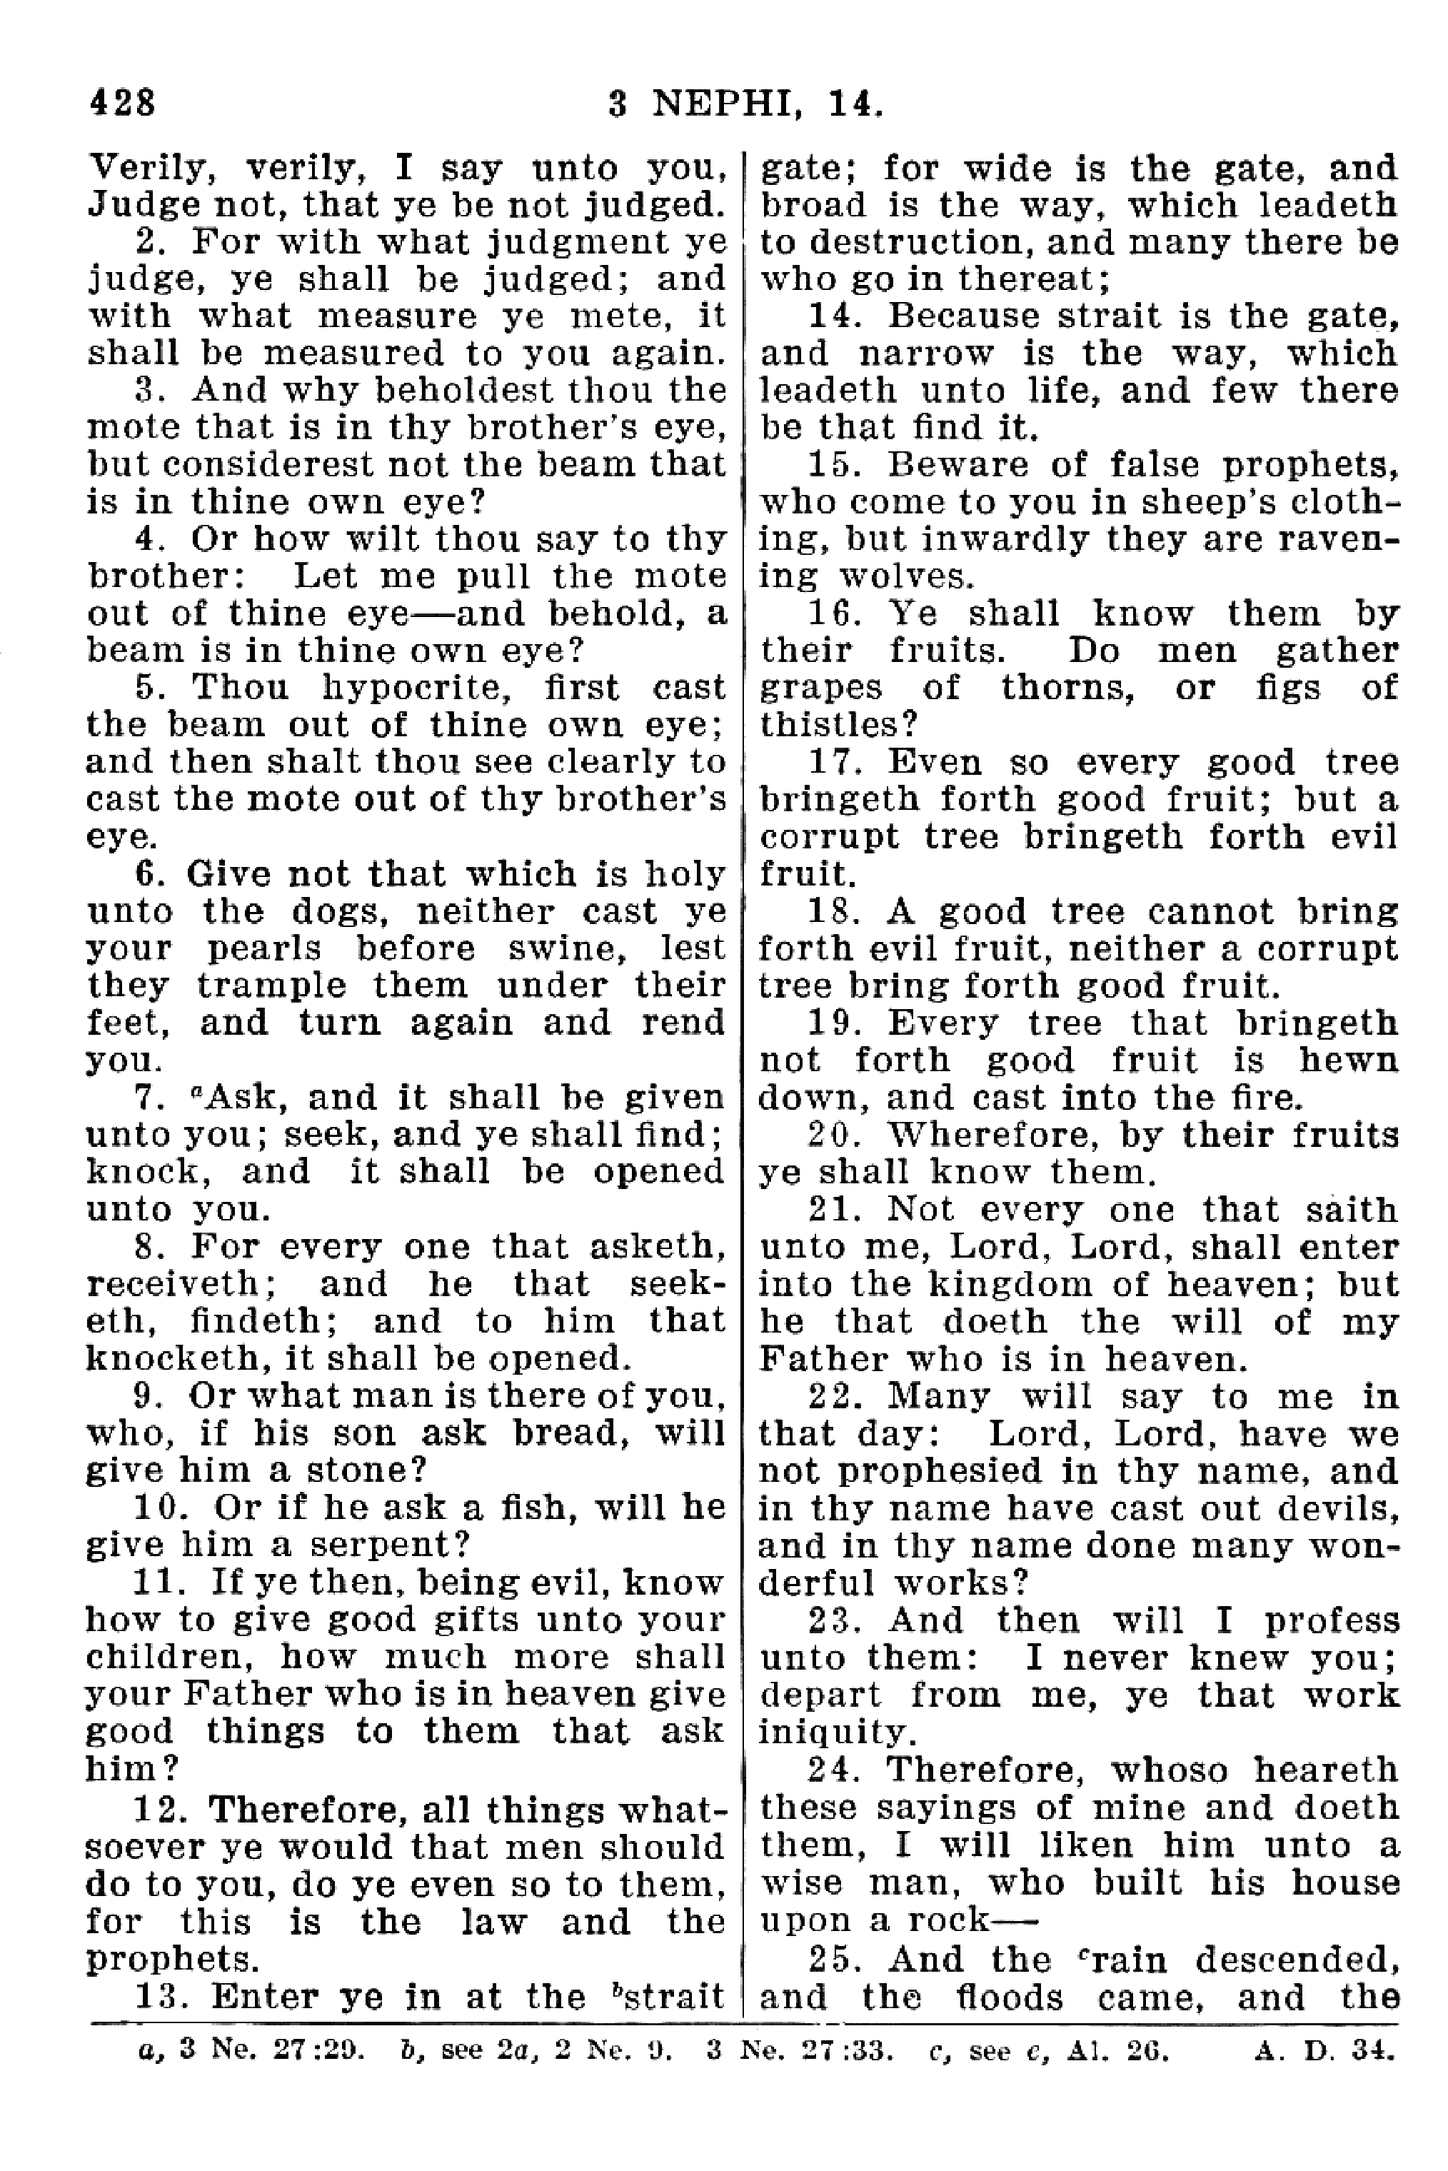 428
3 NEPHI, 14.
Verily, verily, I say unto you,
Judge not, that ye be not judged.
2. For with what judgment ye
judge, ye shall be judged; and
with what measure ye mete, it
shall be measured to you again.
3. And why beholdest thou the
mote that is in thy brother's eye,
but considerest not the beam that
is in thine own eye?
4. Or how wilt thou say to thy
brother: Let me pull the mote
out of thine eye—and behold, a
beam is in thine own eye?
5. Thou hypocrite, first cast
the beam out of thine own eye;
and then shalt thou see clearly to
cast the mote out of thy brother's
eye.
6. Give not that which is holy
unto the dogs, neither cast ye
your pearls before swine, lest
they trample them under their
feet, and turn again and rend
you.
7. ᵃAsk, and it shall be given
unto you; seek, and ye shall find;
knock, and it shall be opened
unto you.
8. For every one that asketh,
receiveth; and he that seek-
eth, findeth; and to him that
knocketh, it shall be opened.
9. Or what man is there of you,
who, if his son ask bread, will
give him a stone?
10. Or if he ask a fish, will he
give him a serpent?
11. If ye then, being evil, know
how to give good gifts unto your
children, how much more shall
your Father who is in heaven give
good things to them that ask
him?
12. Therefore, all things what-
soever ye would that men should
do to you, do ye even so to them,
for this is the law and the
prophets.
13. Enter ye in at the ᵇstrait
gate; for wide is the gate, and
broad is the way, which leadeth
to destruction, and many there be
who go in thereat;
14. Because strait is the gate,
and narrow is the way, which
leadeth unto life, and few there
be that find it.
15. Beware of false prophets,
who come to you in sheep's cloth-
ing, but inwardly they are raven-
ing wolves.
16. Ye shall know them by
their fruits. Do men gather
grapes of thorns, or figs of
thistles?
17. Even so every good tree
bringeth forth good fruit; but a
corrupt tree bringeth forth evil
fruit.
18. A good tree cannot bring
forth evil fruit, neither a corrupt
tree bring forth good fruit.
19. Every tree that bringeth
not forth good fruit is hewn
down, and cast into the fire.
20. Wherefore, by their fruits
ye shall know them.
21. Not every one that saith
unto me, Lord, Lord, shall enter
into the kingdom of heaven; but
he that doeth the will of my
Father who is in heaven.
22. Many will say to me in
that day: Lord, Lord, have we
not prophesied in thy name, and
in thy name have cast out devils,
and in thy name done many won-
derful works?
23. And then will I profess
unto them: I never knew you;
depart from me, ye that work
iniquity.
24. Therefore, whoso heareth
these sayings of mine and doeth
them, I will liken him unto a
wise man, who built his house
upon a rock—
25. And the ᶜrain descended,
and the floods came, and the
a, 3 Ne. 27:29. b, see 2a, 2 Ne. 9. 3 Ne. 27:33. c, see c, Al. 26. A. D. 34.